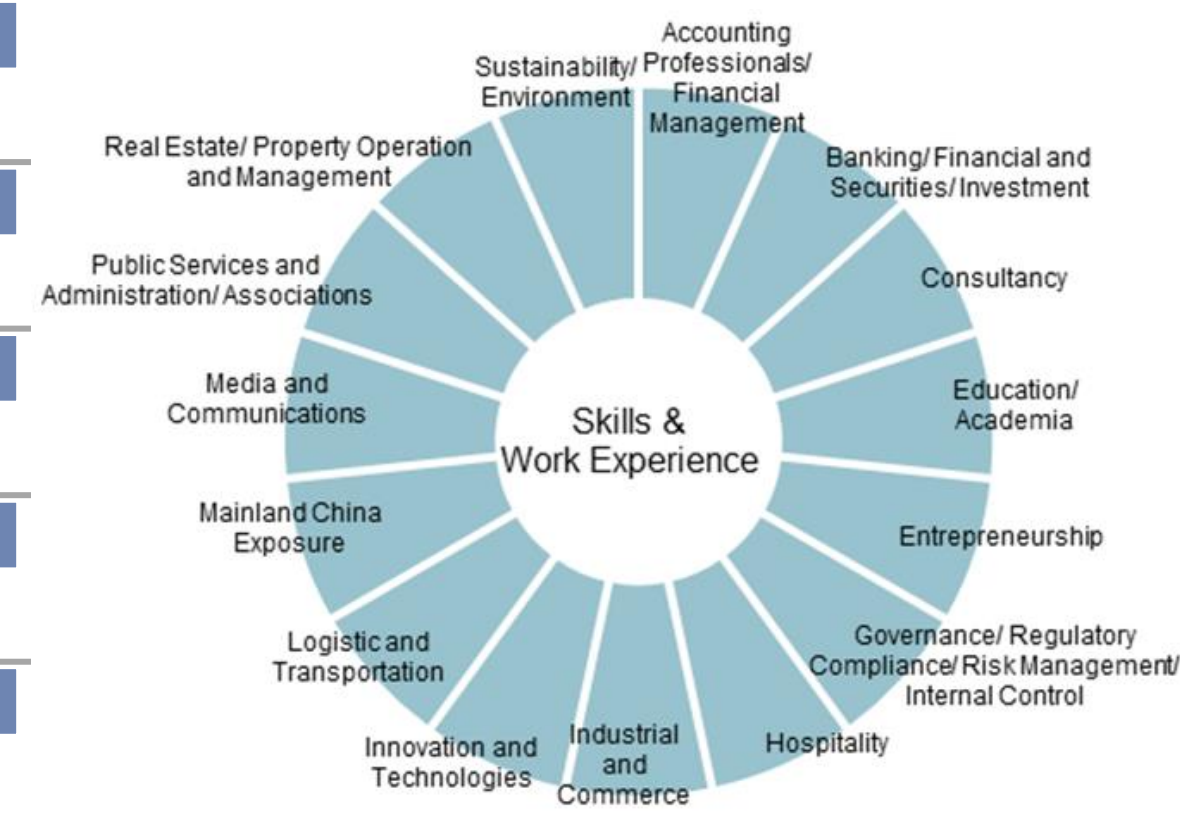 Accounting
Professionals/
Financial
Management
Banking/ Financial and
Securities/ Investment
Consultancy
Education/
Academia
Entrepreneurship
Governance/ Regulatory
Compliance/ Risk Management/
Internal Control
Hospitality
Industrial
and
Commerce
Innovation and
Technologies
Logistic and
Transportation
Mainland China
Exposure
Media and
Communications
Public Services and
Administration/ Associations
Real Estate/ Property Operation
and Management
Sustainability/
Environment
Skills &
Work Experience